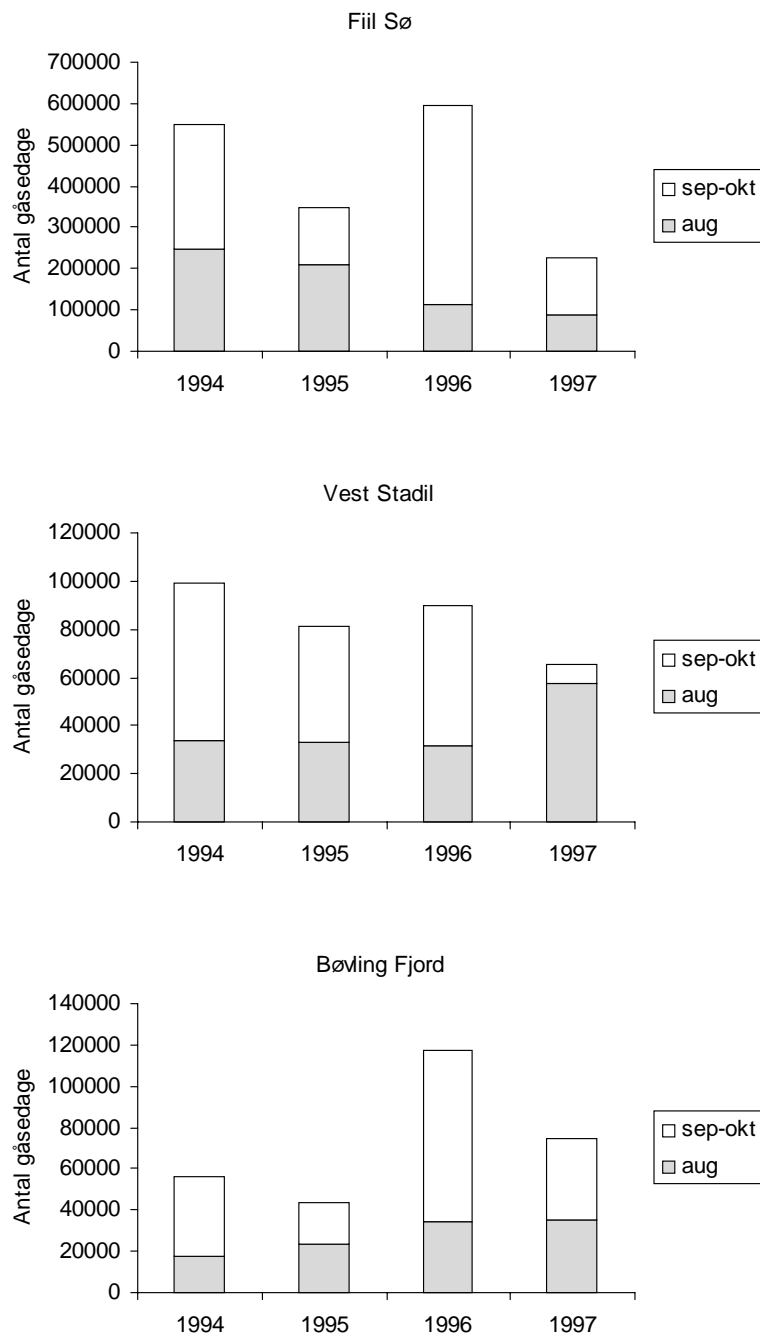 Fiil Sø
Antal gåsedage
700000
600000
500000
400000
300000
200000
100000
0
1994 1995 1996 1997
sep-okt
aug
Vest Stadil
Antal gåsedage
120000
100000
80000
60000
40000
20000
0
1994 1995 1996 1997
sep-okt
aug
Bøvling Fjord
Antal gåsedage
140000
120000
100000
80000
60000
40000
20000
0
1994 1995 1996 1997
sep-okt
aug